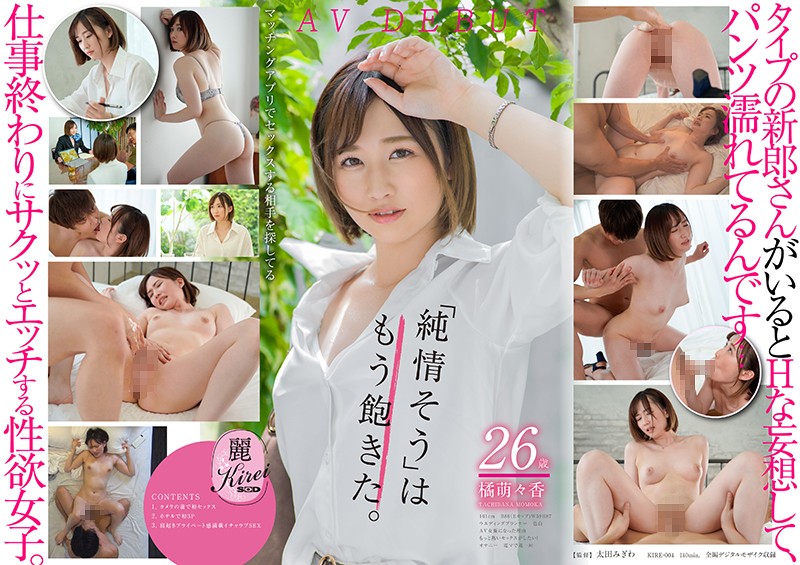 AV DEBUT
タイプの新郎さんがいるとHな妄想して、
パンツ濡れてるんです。
マッチングアプリでセックスする相手を探してる
「純情そう」は
もう飽きた。
26歳
橘萌々香
TACHIBANA MOMOKA
仕事終わりにサクッとエッチする性欲女子。
麗
Kirei
SOD
CONTENTS
1. カメラの前で初セックス
2. ホテルで初3P
【監督】太田みぎわ
KIRE-004 140min. 全編デジタルモザイク収録